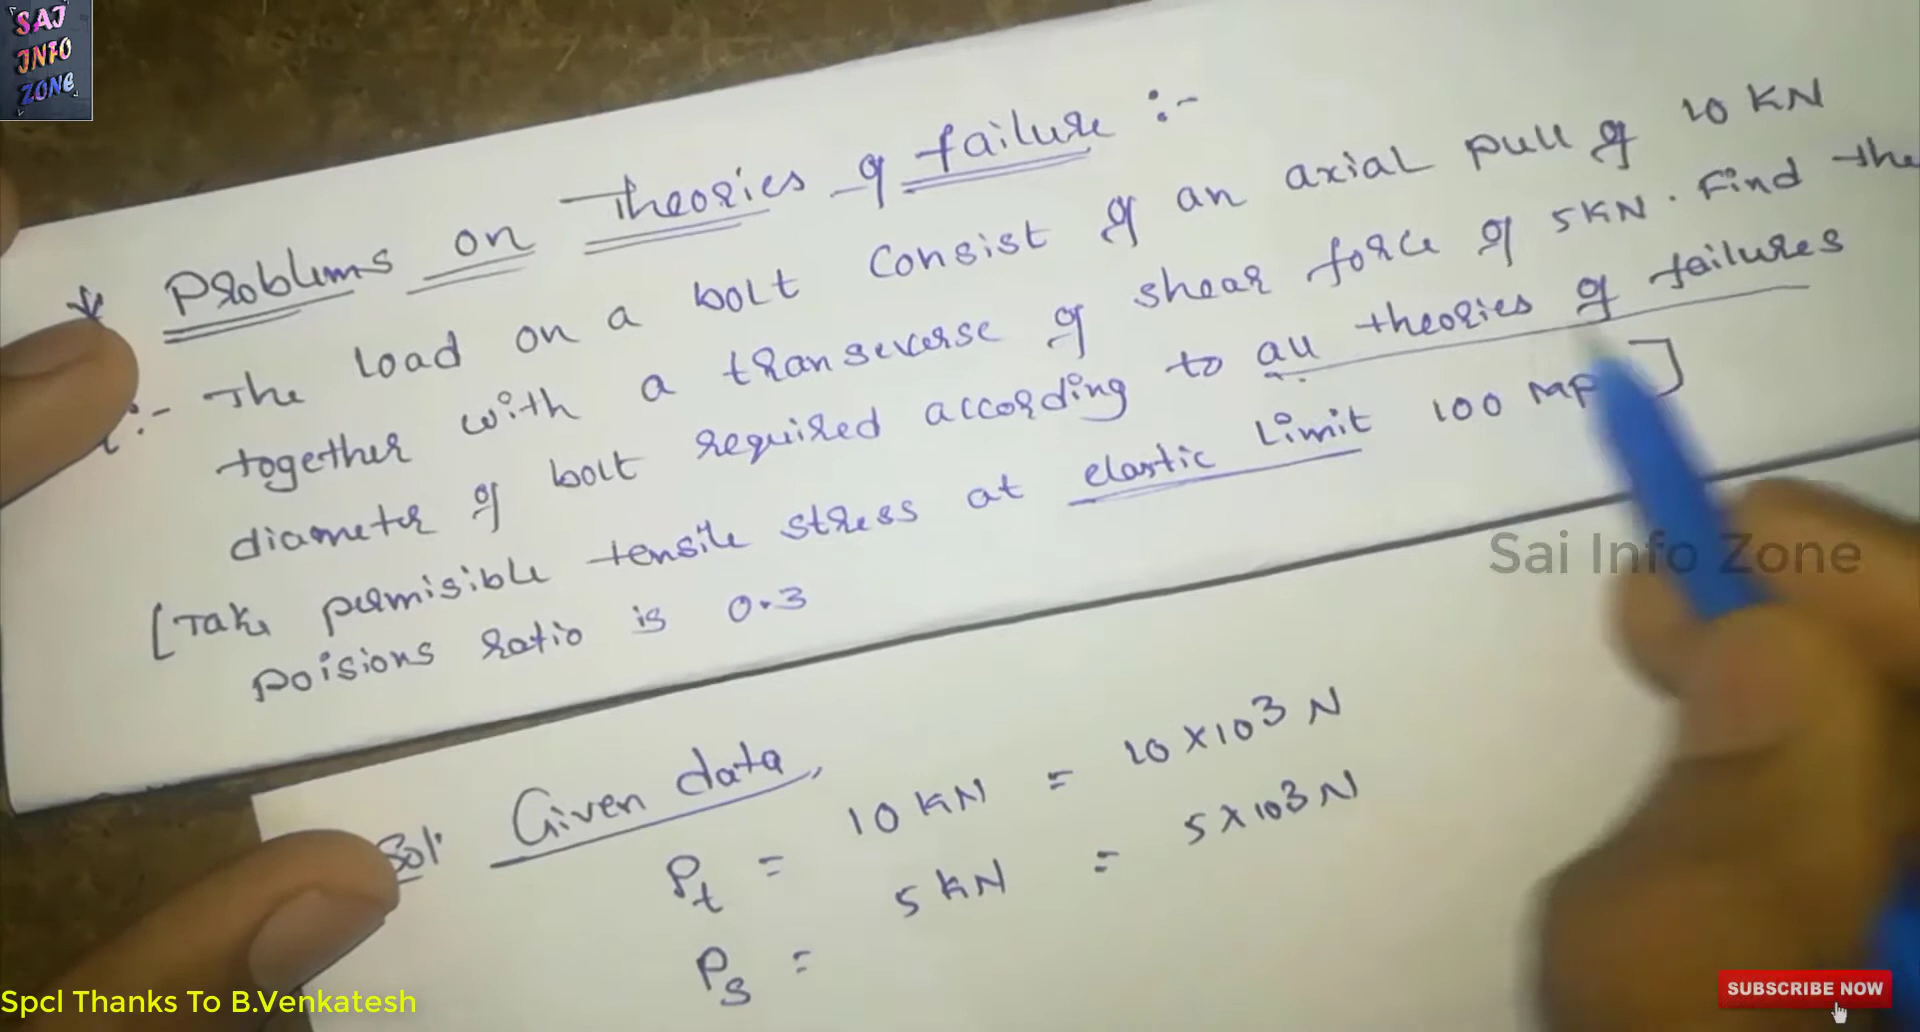 SAI
INFO
ZONE
* Problems on Theories of failure :-
1:- The load on a bolt consist of an axial pull of 10 KN
together with a transeverse of shear force of 5KN. Find the
diameter of bolt required according to all theories of failures
[Take permisible tensile stress at elastic limit 100 MP ]
poisions ratio is 0.3
Sai Info Zone
Sol: Given data,
Pt = 10 KN = 10 x 10³ N
Ps = 5 KN = 5 x 10³ N
Spcl Thanks To B.Venkatesh
SUBSCRIBE NOW